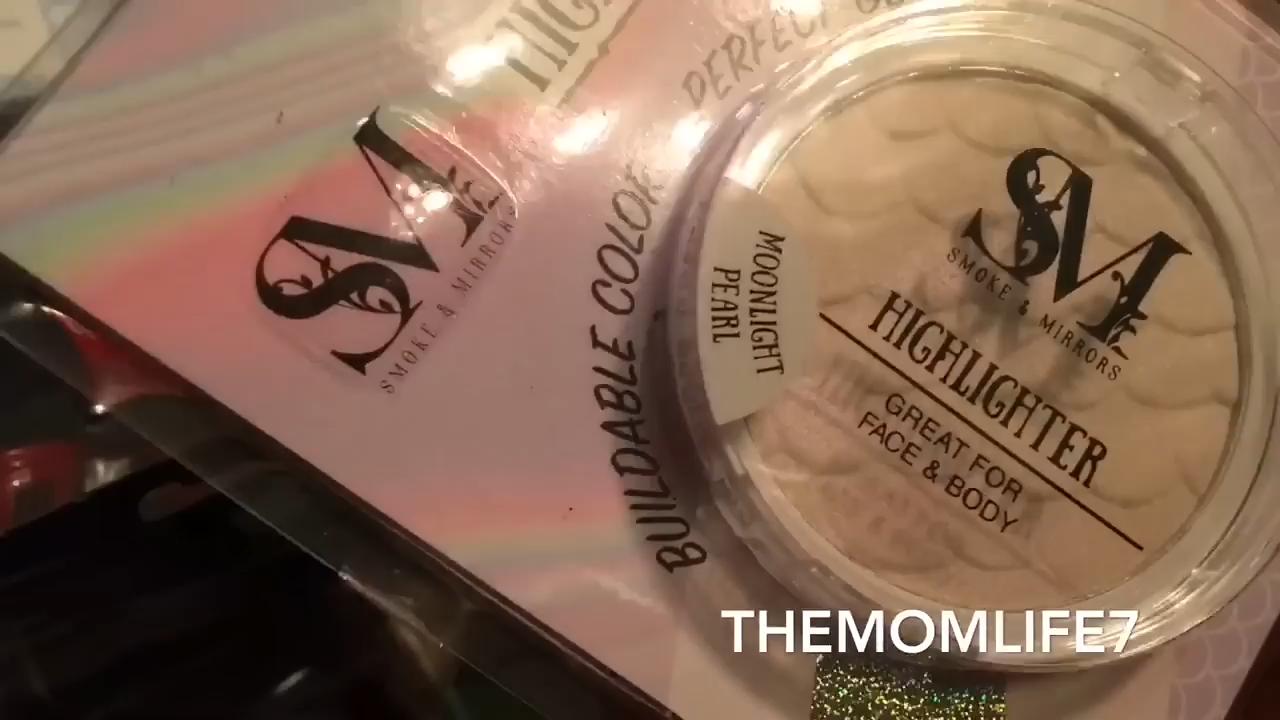 SM
SMOKE & MIRRORS
BUILDABLE COLOR
PERFECT
MOONLIGHT
PEARL
SM
SMOKE & MIRRORS
HIGHLIGHTER
GREAT FOR
FACE & BODY
THEMOMLIFE7